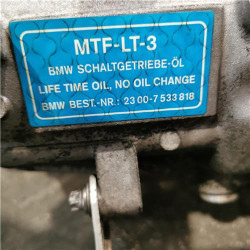 MTF-LT-3
BMW SCHALTGETRIEBE-ÖL
LIFE TIME OIL, NO OIL CHANGE
BMW BEST.-NR.: 23 00-7 533 818